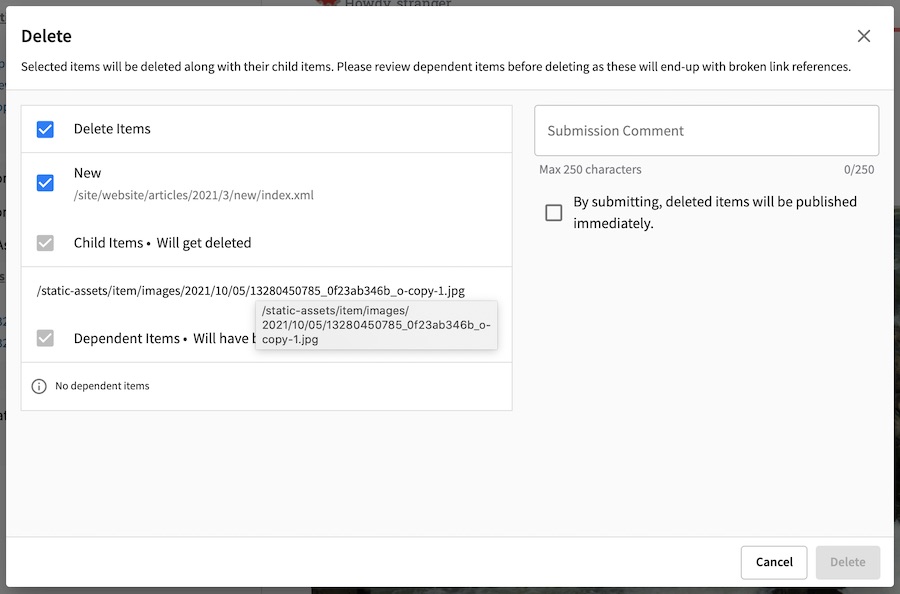 Howdy, stranger
Delete
Selected items will be deleted along with their child items. Please review dependent items before deleting as these will end-up with broken link references.
Delete Items
New
/site/website/articles/2021/3/new/index.xml
Child Items • Will get deleted
/static-assets/item/images/2021/10/05/13280450785_0f23ab346b_o-copy-1.jpg
/static-assets/item/images/
2021/10/05/13280450785_0f23ab346b_o-
copy-1.jpg
Dependent Items • Will have
No dependent items
Submission Comment
Max 250 characters
0/250
By submitting, deleted items will be published
immediately.
Cancel
Delete